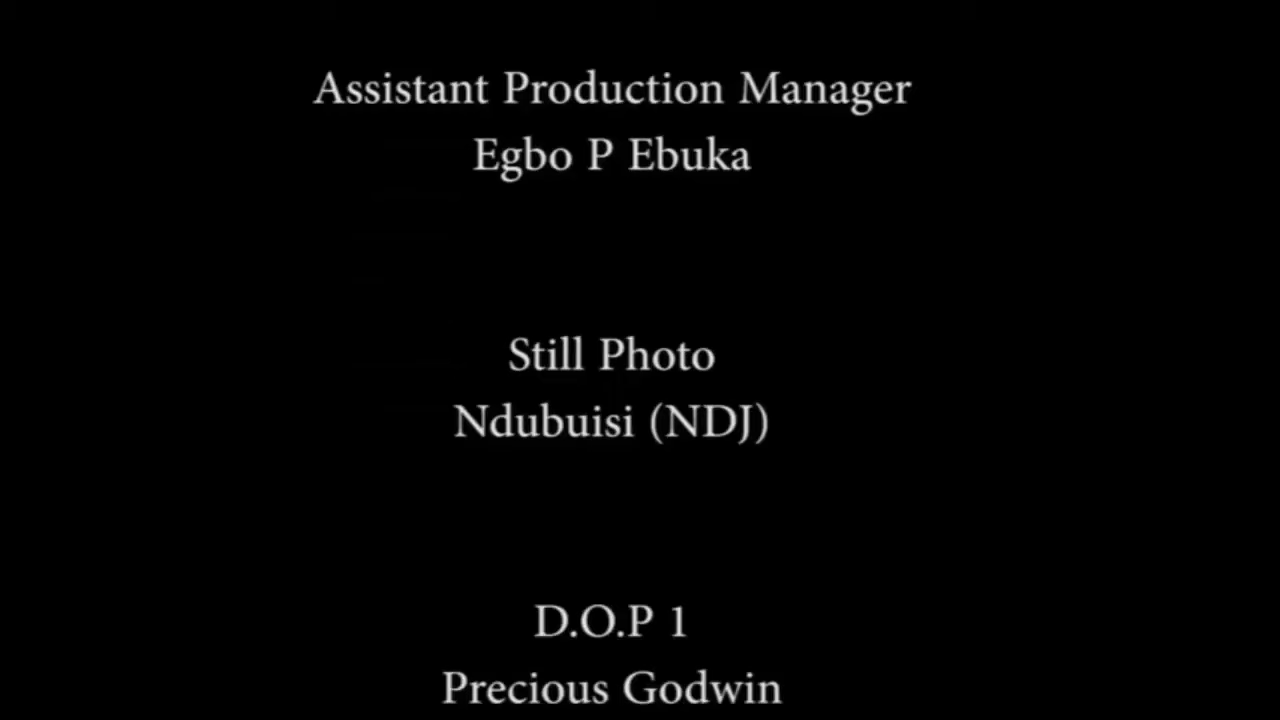 Assistant Production Manager
Egbo P Ebuka
Still Photo
Ndubuisi (NDJ)
D.O.P 1
Precious Godwin